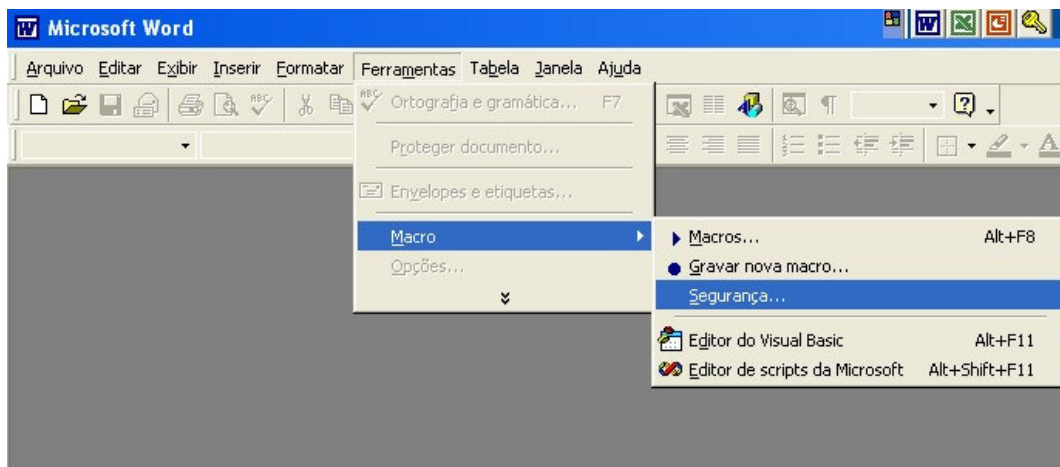 Microsoft Word
Arquivo Editar Exibir Inserir Formatar Ferramentas Tabela Janela Ajuda
Ortografia e gramática... F7
Proteger documento...
Envelopes e etiquetas...
Macro
Opções...
Macros... Alt+F8
Gravar nova macro...
Segurança...
Editor do Visual Basic Alt+F11
Editor de scripts da Microsoft Alt+Shift+F11